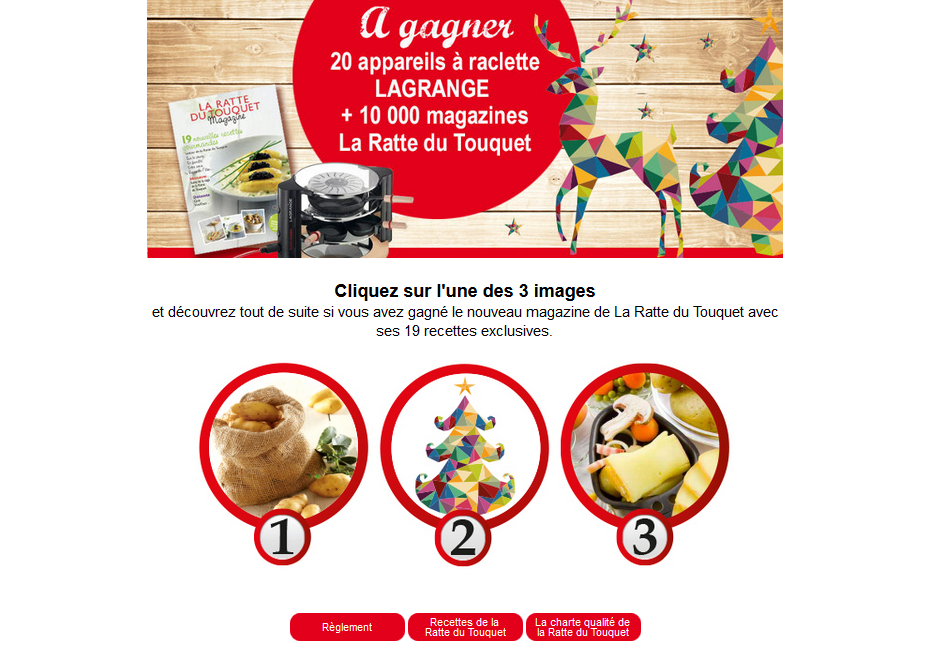 A gagner
20 appareils à raclette
LAGRANGE
+ 10 000 magazines
La Ratte du Touquet
LA RATTE
DU TOUQUET
Magazine
19 nouvelles recettes
gourmandes
LAGRANGE
Cliquez sur l'une des 3 images
et découvrez tout de suite si vous avez gagné le nouveau magazine de La Ratte du Touquet avec
ses 19 recettes exclusives.
1
2
3
Règlement
Recettes de la
Ratte du Touquet
La charte qualité de
la Ratte du Touquet